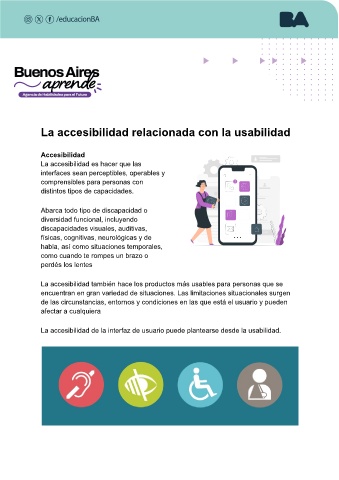 /educacionBA
BA
Buenos Aires
aprende
Agencia de Habilidades para el Futuro
La accesibilidad relacionada con la usabilidad
Accesibilidad
La accesibilidad es hacer que las
interfaces sean perceptibles, operables y
comprensibles para personas con
distintos tipos de capacidades.
Abarca todo tipo de discapacidad o
diversidad funcional, incluyendo
discapacidades visuales, auditivas,
físicas, cognitivas, neurológicas y de
habla, así como situaciones temporales,
como cuando te rompes un brazo o
perdés los lentes
La accesibilidad también hace los productos más usables para personas que se
encuentran en gran variedad de situaciones. Las limitaciones situacionales surgen
de las circunstancias, entornos y condiciones en las que está el usuario y pueden
afectar a cualquiera
La accesibilidad de la interfaz de usuario puede plantearse desde la usabilidad.